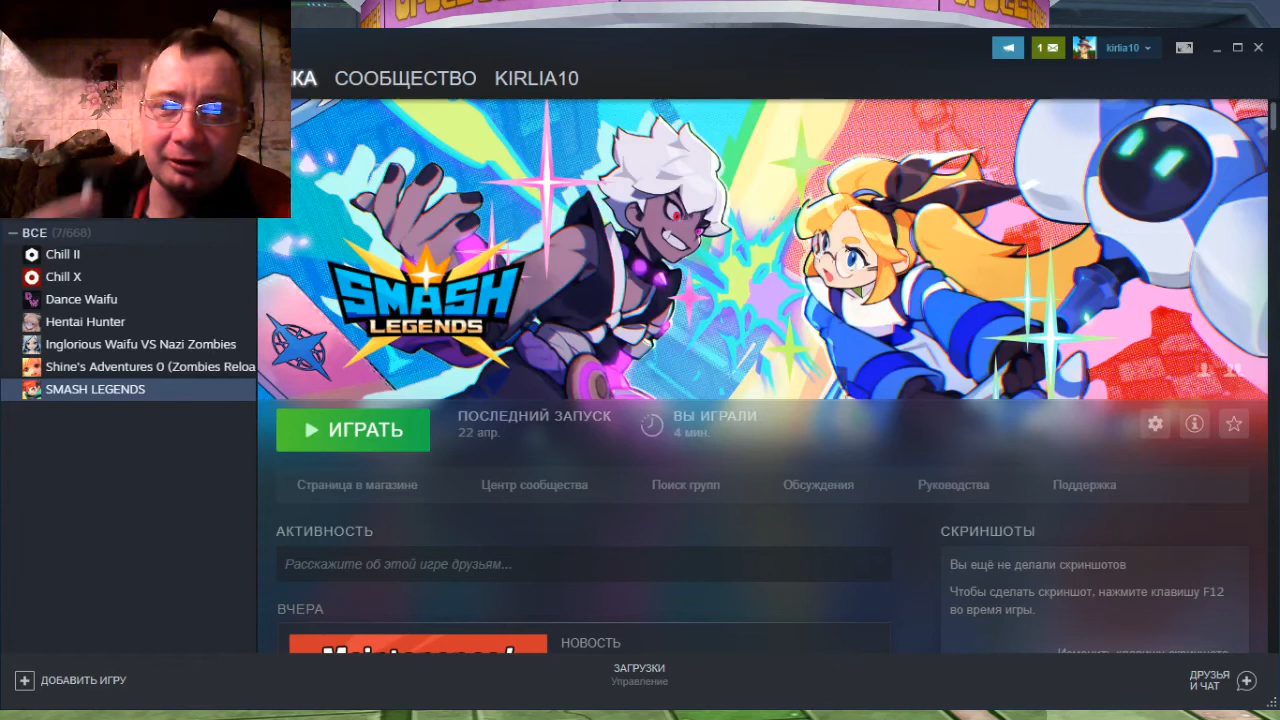 1
kirlia10
КА СООБЩЕСТВО KIRLIA10
ВСЕ (7/668)
Chill II
Chill X
Dance Waifu
Hentai Hunter
Inglorious Waifu VS Nazi Zombies
Shine's Adventures 0 (Zombies Reloa
SMASH LEGENDS
SMASH
LEGENDS
ИГРАТЬ
ПОСЛЕДНИЙ ЗАПУСК
22 апр.
ВЫ ИГРАЛИ
4 мин.
Страница в магазине Центр сообщества Поиск групп Обсуждения Руководства Поддержка
АКТИВНОСТЬ
Расскажите об этой игре друзьям...
ВЧЕРА
НОВОСТЬ
СКРИНШОТЫ
Вы ещё не делали скриншотов
Чтобы сделать скриншот, нажмите клавишу F12
во время игры.
ДОБАВИТЬ ИГРУ
ЗАГРУЗКИ
Управление
ДРУЗЬЯ
И ЧАТ